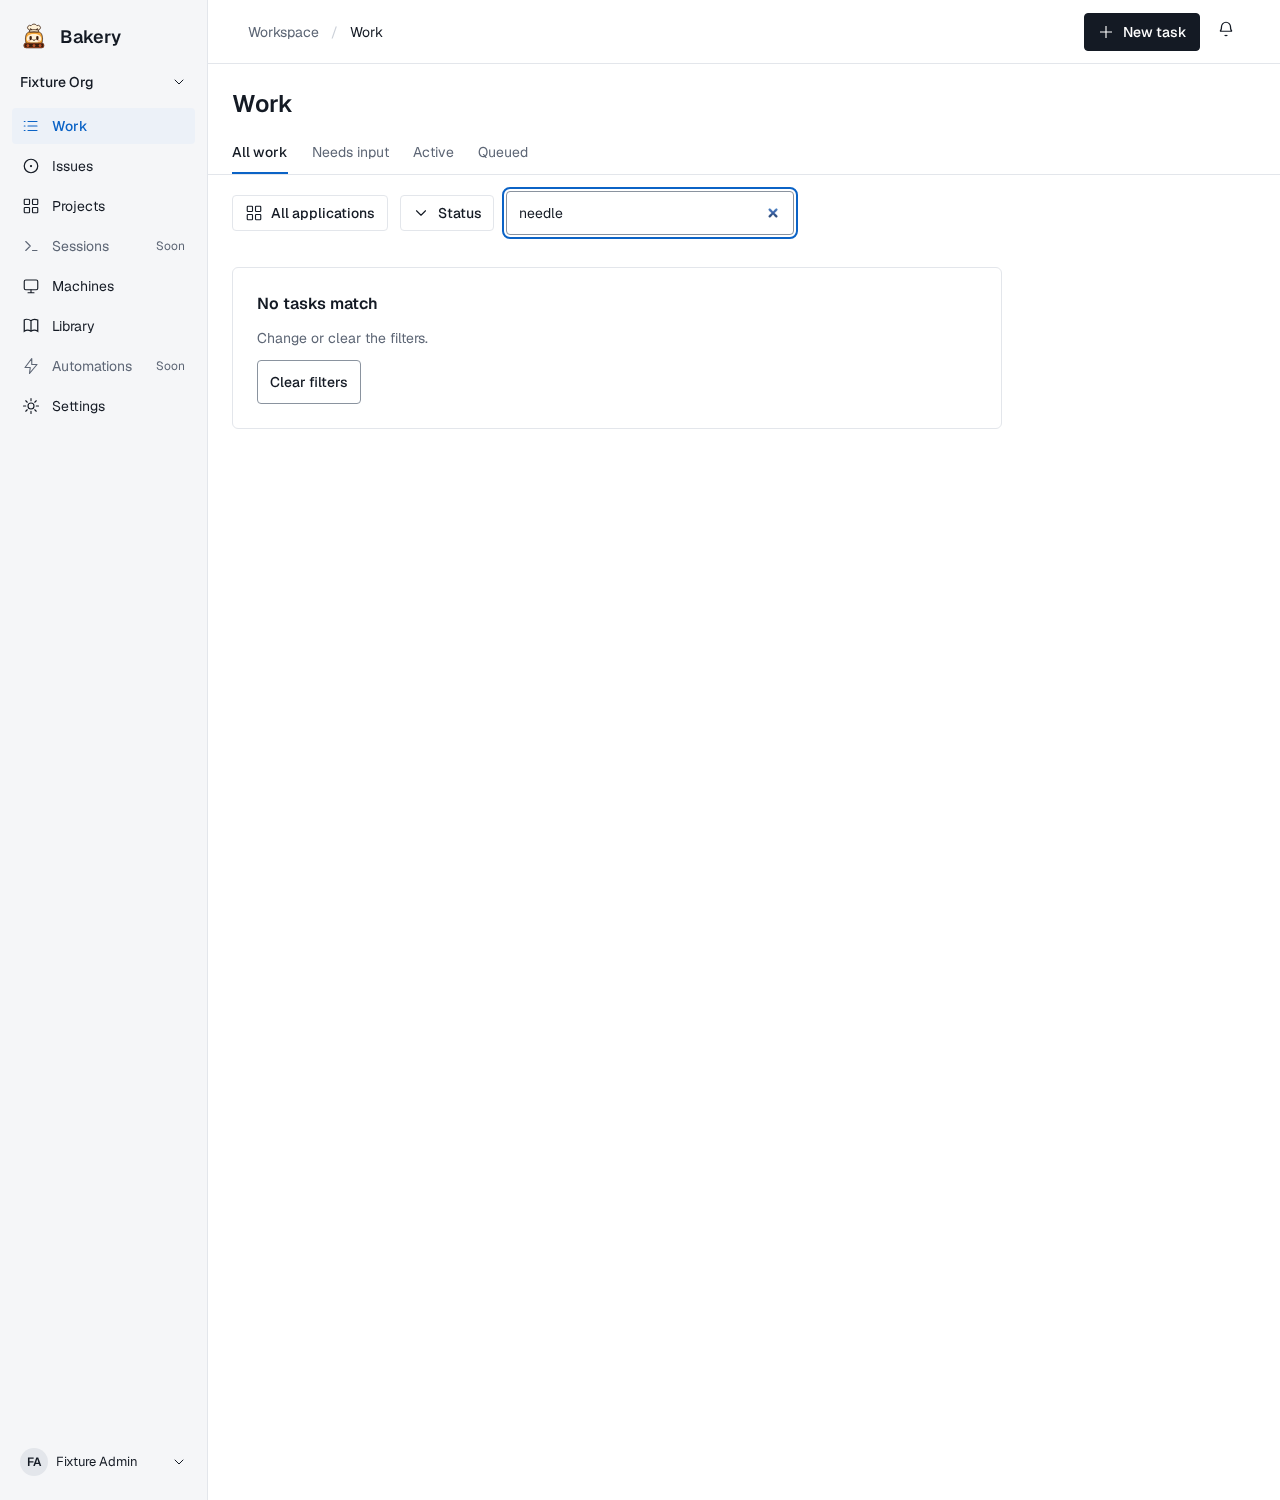 Bakery
Fixture Org
Work
Issues
Projects
Sessions Soon
Machines
Library
Automations Soon
Settings
FA Fixture Admin
Workspace / Work
New task
Work
All work Needs input Active Queued
All applications Status needle
No tasks match
Change or clear the filters.
Clear filters